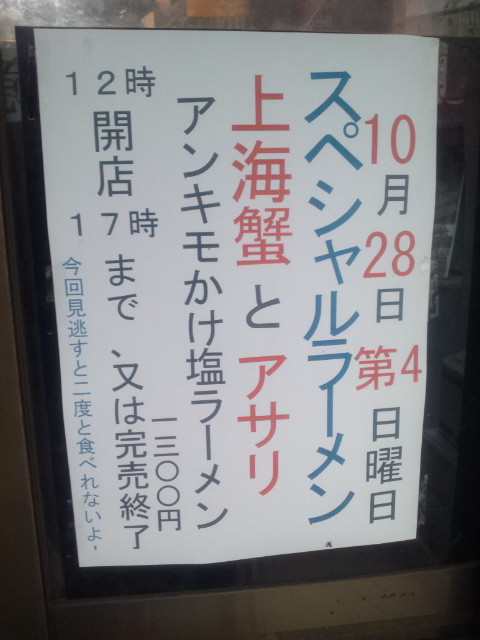 10月28日第4日曜日
スペシャルラーメン
上海蟹とアサリ
アンキモかけ塩ラーメン
一三〇〇円
12時開店
17時まで、又は完売終了
今回見逃すと二度と食べれないよ-